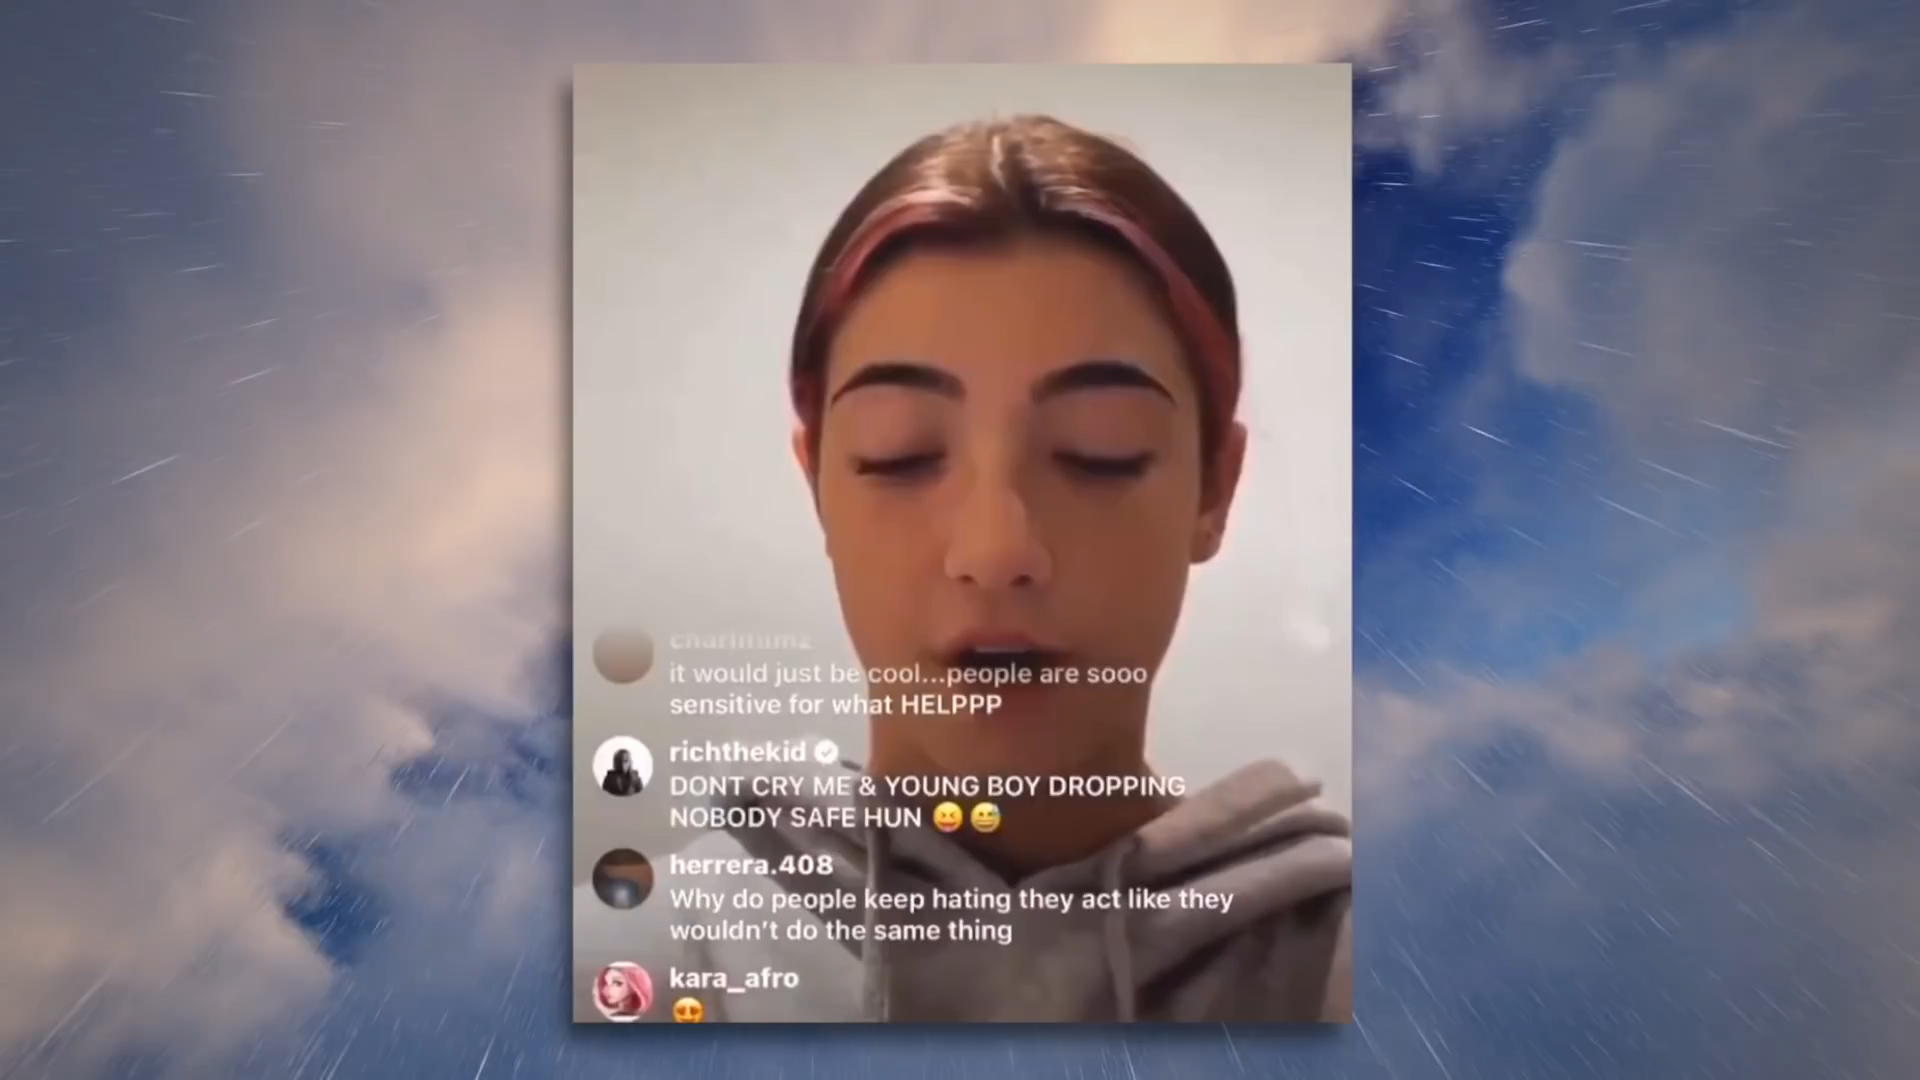 it would just be cool...people are sooo
sensitive for what HELPPP
richthekid
DONT CRY ME & YOUNG BOY DROPPING
NOBODY SAFE HUN 😝 😅
herrera.408
Why do people keep hating they act like they
wouldn't do the same thing
kara_afro
😍